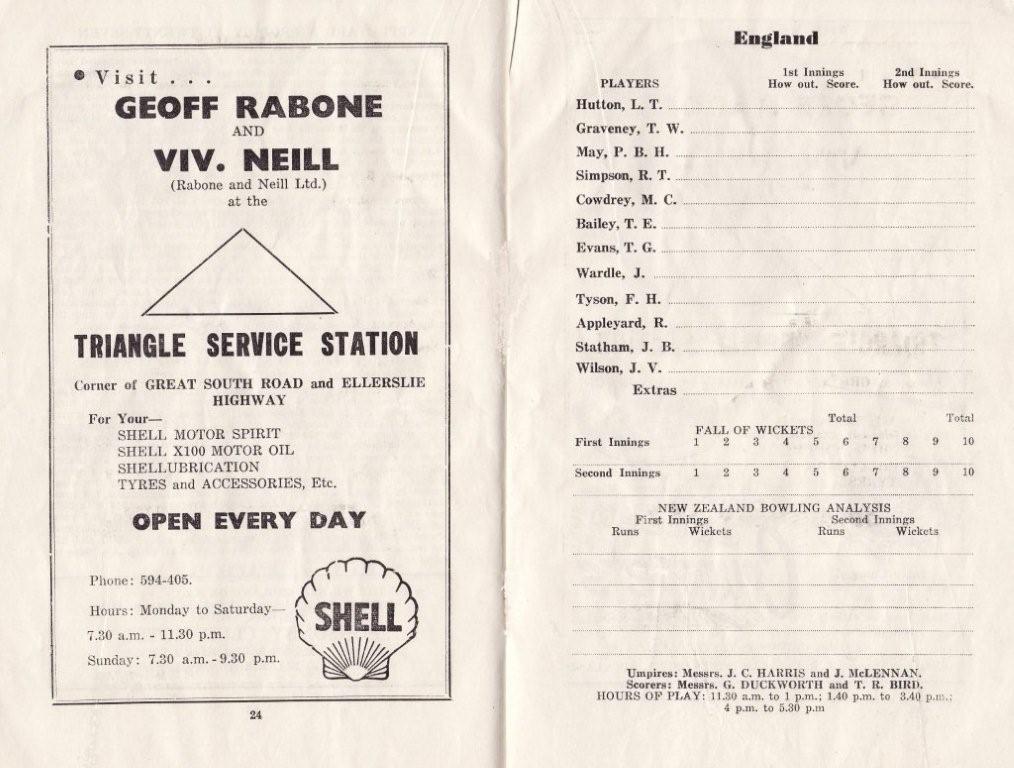 Visit . . .
GEOFF RABONE
AND
VIV. NEILL
(Rabone and Neill Ltd.)
at the
TRIANGLE SERVICE STATION
Corner of GREAT SOUTH ROAD and ELLERSLIE
HIGHWAY
For Your—
SHELL MOTOR SPIRIT
SHELL X100 MOTOR OIL
SHELLUBRICATION
TYRES and ACCESSORIES, Etc.
OPEN EVERY DAY
Phone: 594-405.
Hours: Monday to Saturday—
7.30 a.m. - 11.30 p.m.
Sunday: 7.30 a.m. - 9.30 p.m.
SHELL
24
England
1st Innings 2nd Innings
PLAYERS How out. Score. How out. Score.
Hutton, L. T.
Graveney, T. W.
May, P. B. H.
Simpson, R. T.
Cowdrey, M. C.
Bailey, T. E.
Evans, T. G.
Wardle, J.
Tyson, F. H.
Appleyard, R.
Statham, J. B.
Wilson, J. V.
Extras
Total Total
FALL OF WICKETS
First Innings 1 2 3 4 5 6 7 8 9 10
Second Innings 1 2 3 4 5 6 7 8 9 10
NEW ZEALAND BOWLING ANALYSIS
First Innings Second Innings
Runs Wickets Runs Wickets
Umpires: Messrs. J. C. HARRIS and J. McLENNAN.
Scorers: Messrs. G. DUCKWORTH and T. R. BIRD.
HOURS OF PLAY: 11.30 a.m. to 1 p.m.; 1.40 p.m. to 3.40 p.m.;
4 p.m. to 5.30 p.m